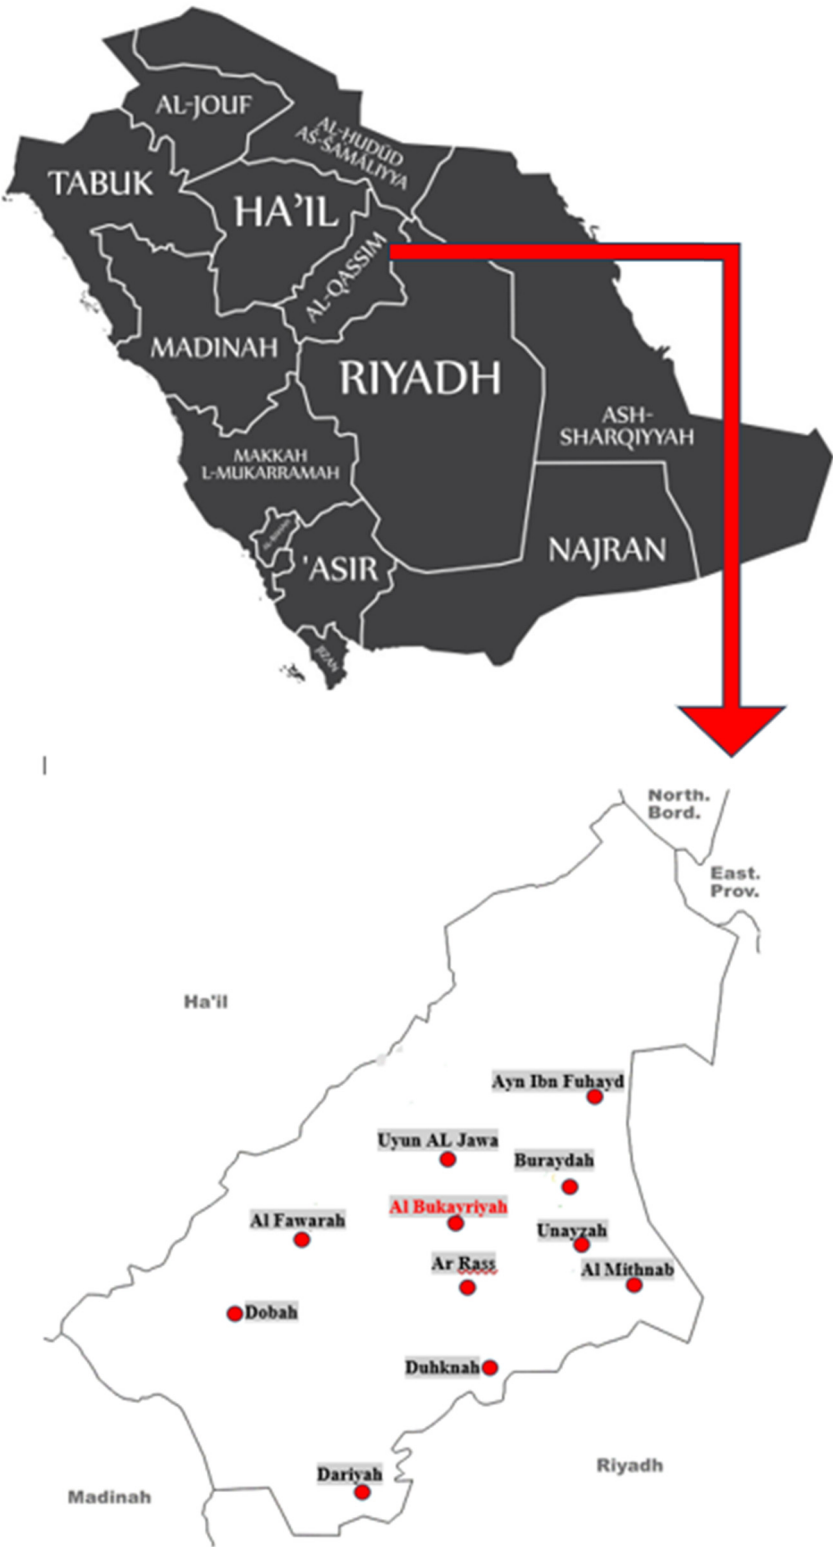 AL-JOUF
AL-HUDŪD
AŠ-ŠAMĀLIYYA
TABUK
HA'IL
AL-QASSIM
MADINAH
RIYADH
ASH-
SHARQIYYAH
MAKKAH
L-MUKARRAMAH
NAJRAN
'ASIR
JIZAN
North.
Bord.
East.
Prov.
Ha'il
Ayn Ibn Fuhayd
Uyun AL Jawa
Buraydah
Al Bukayriyah
Al Fawarah
Unayzah
Ar Rass
Al Mithnab
Dobah
Duhknah
Riyadh
Dariyah
Madinah